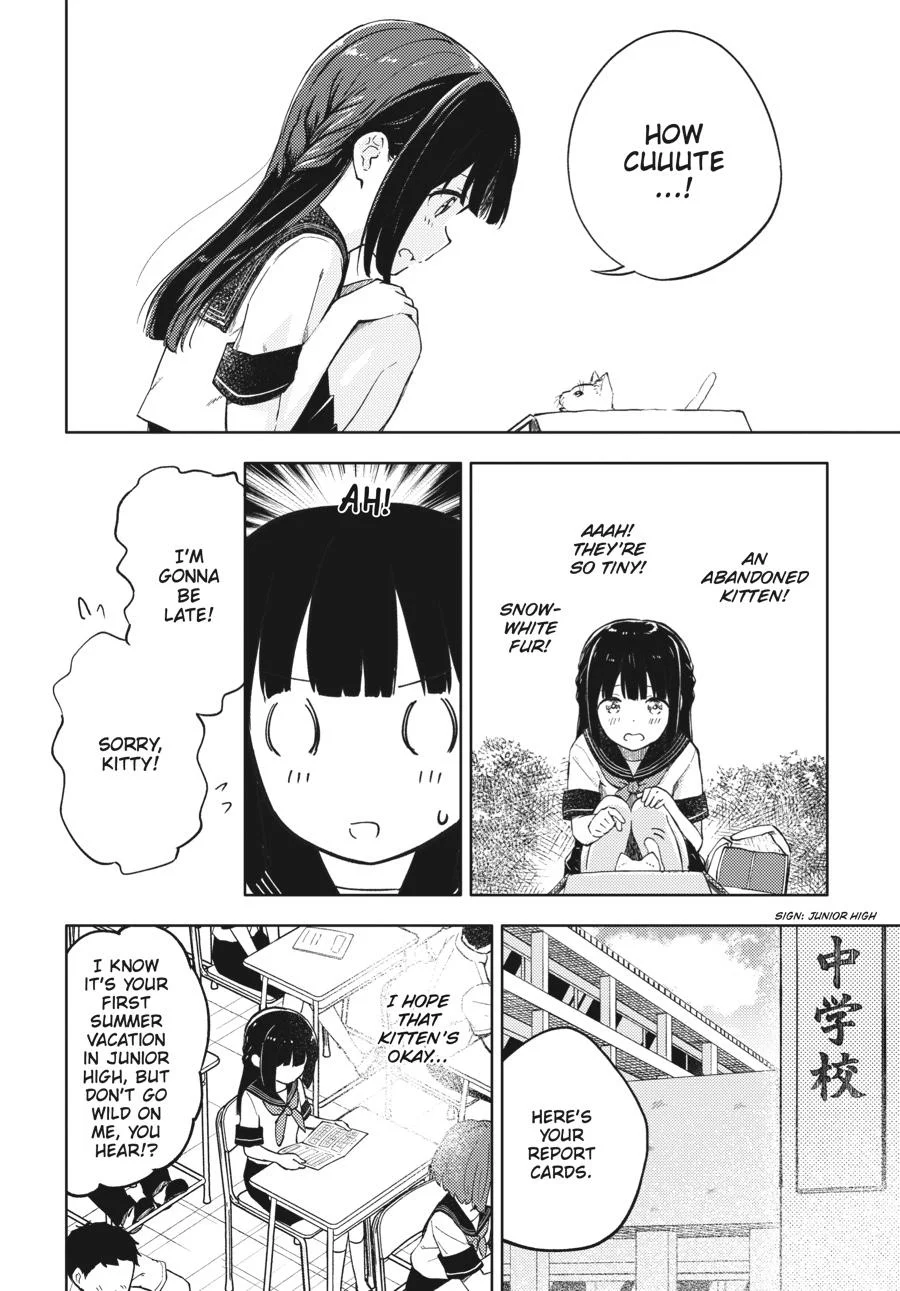 HOW
CUUUTE
...!
AN
ABANDONED
KITTEN!
AAAH!
THEY'RE
SO TINY!
SNOW-
WHITE
FUR!
AH!
I'M
GONNA
BE
LATE!
SORRY,
KITTY!
SIGN: JUNIOR HIGH
中学校
HERE'S
YOUR
REPORT
CARDS.
I HOPE
THAT
KITTEN'S
OKAY...
I KNOW
IT'S YOUR
FIRST
SUMMER
VACATION
IN JUNIOR
HIGH, BUT
DON'T GO
WILD ON
ME, YOU
HEAR!?